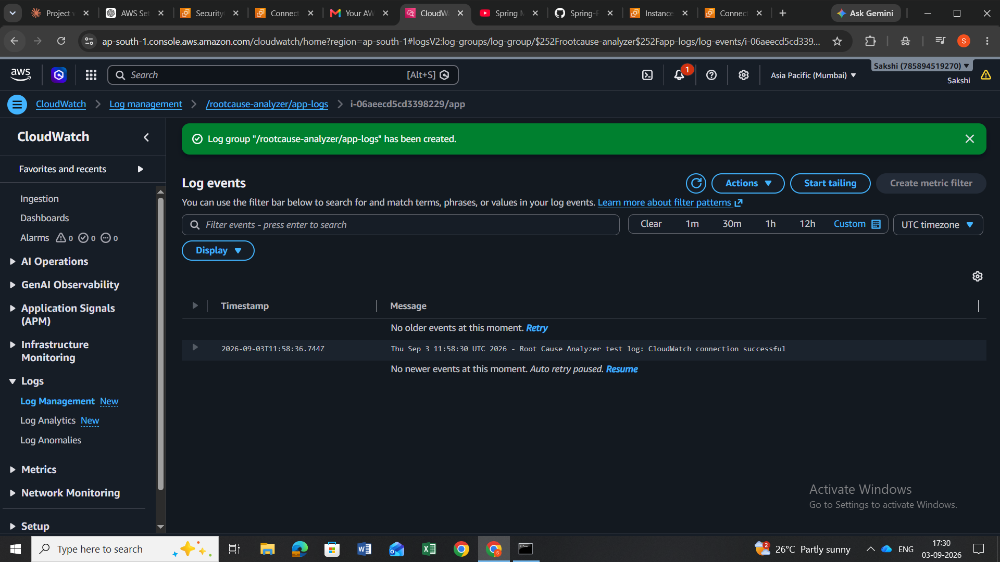 Project w
AWS Set
Security
Connect
Your AW
CloudWa
Spring M
Spring-F
Instance
Connect
Ask Gemini
ap-south-1.console.aws.amazon.com/cloudwatch/home?region=ap-south-1#logsV2:log-groups/log-group/$252Frootcause-analyzer$252Fapp-logs/log-events/i-06aeecd5cd339...
S
aws
Search
[Alt+S]
1
Asia Pacific (Mumbai)
Sakshi (785894519270)
Sakshi
CloudWatch
Log management
/rootcause-analyzer/app-logs
i-06aeecd5cd3398229/app
CloudWatch
Favorites and recents
Ingestion
Dashboards
Alarms 0 0 0
AI Operations
GenAI Observability
Application Signals
(APM)
Infrastructure
Monitoring
Logs
Log Management New
Log Analytics New
Log Anomalies
Metrics
Network Monitoring
Setup
Log group "/rootcause-analyzer/app-logs" has been created.
Log events
Actions
Start tailing
Create metric filter
You can use the filter bar below to search for and match terms, phrases, or values in your log events. Learn more about filter patterns
Filter events - press enter to search
Clear 1m 30m 1h 12h Custom
UTC timezone
Display
Timestamp Message
No older events at this moment. Retry
2026-09-03T11:58:36.744Z Thu Sep 3 11:58:30 UTC 2026 - Root Cause Analyzer test log: CloudWatch connection successful
No newer events at this moment. Auto retry paused. Resume
Activate Windows
Go to Settings to activate Windows.
Type here to search
2
26°C Partly sunny
ENG
17:30
03-09-2026